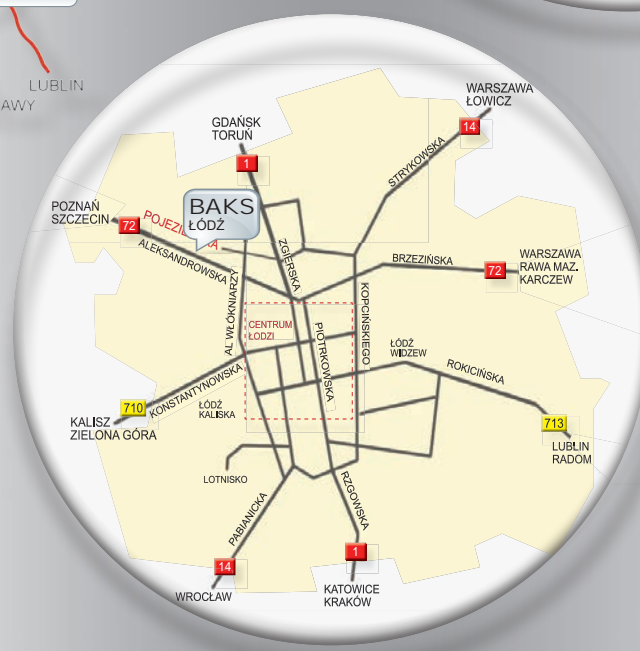 LUBLIN
AWY
WARSZAWA
ŁOWICZ
14
STRYKOWSKA
GDAŃSK
TORUŃ
1
POZNAŃ
SZCZECIN
72
BAKS
ŁÓDŹ
ALEKSANDROWSKA
ZGIERSKA
BRZEZIŃSKA
72
WARSZAWA
RAWA MAZ.
KARCZEW
AL WŁÓKNIARZY
KOPCIŃSKIEGO
CENTRUM
ŁODZI
PIOTRKOWSKA
ŁÓDŹ
WIDZEW
ROKICIŃSKA
KONSTANTYNOWSKA
710
KALISZ
ZIELONA GÓRA
ŁÓDŹ
KALISKA
713
LUBLIN
RADOM
LOTNISKO
RZGOWSKA
PABIANICKA
14
WROCŁAW
1
KATOWICE
KRAKÓW